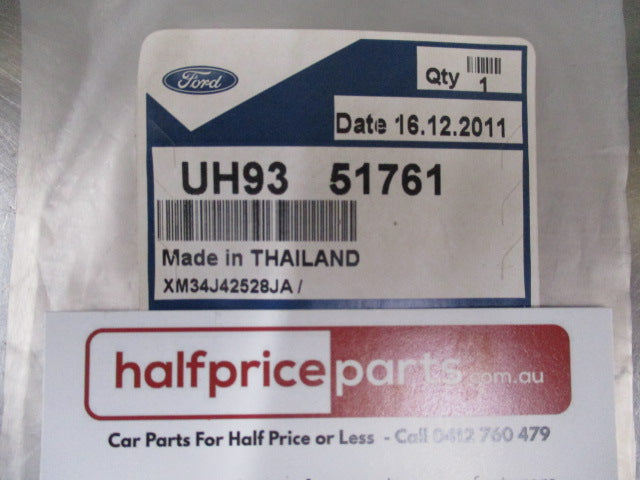 Ford
Qty 1
Date 16.12.2011
UH93 51761
Made in THAILAND
XM34J42528JA /
halfpriceparts.com.au
Car Parts For Half Price or Less - Call 0412 760 479